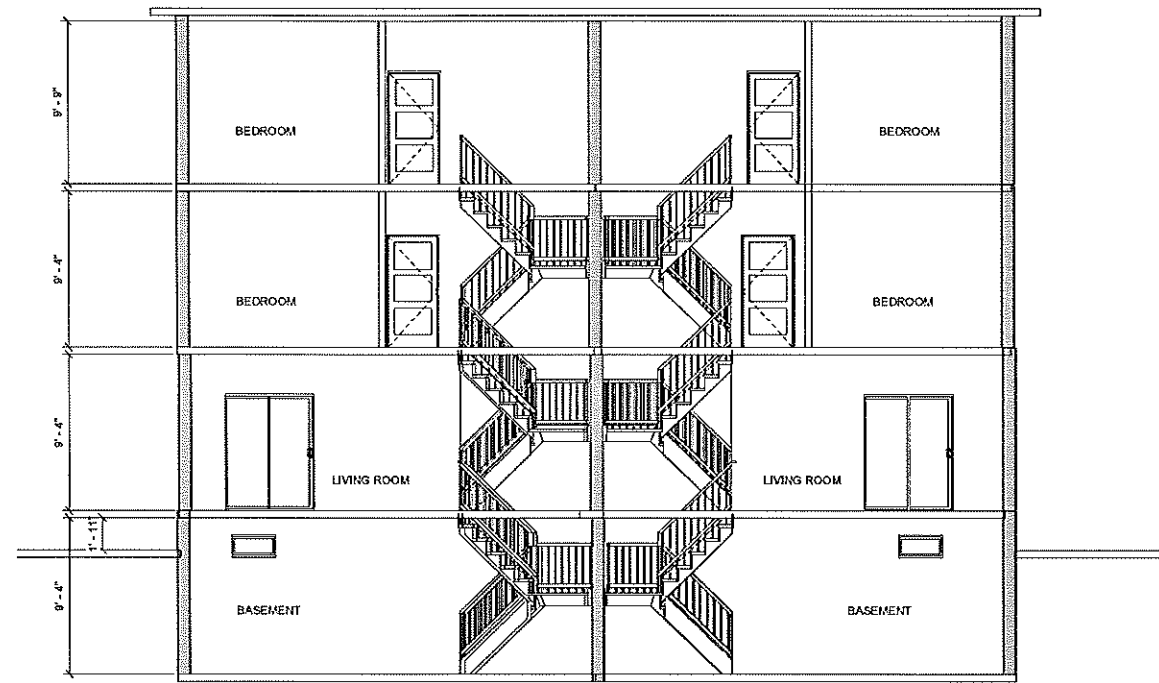 9' - 9"
BEDROOM
BEDROOM
9' - 4"
BEDROOM
BEDROOM
9' - 4"
LIVING ROOM
LIVING ROOM
1' - 11"
9' - 4"
BASEMENT
BASEMENT